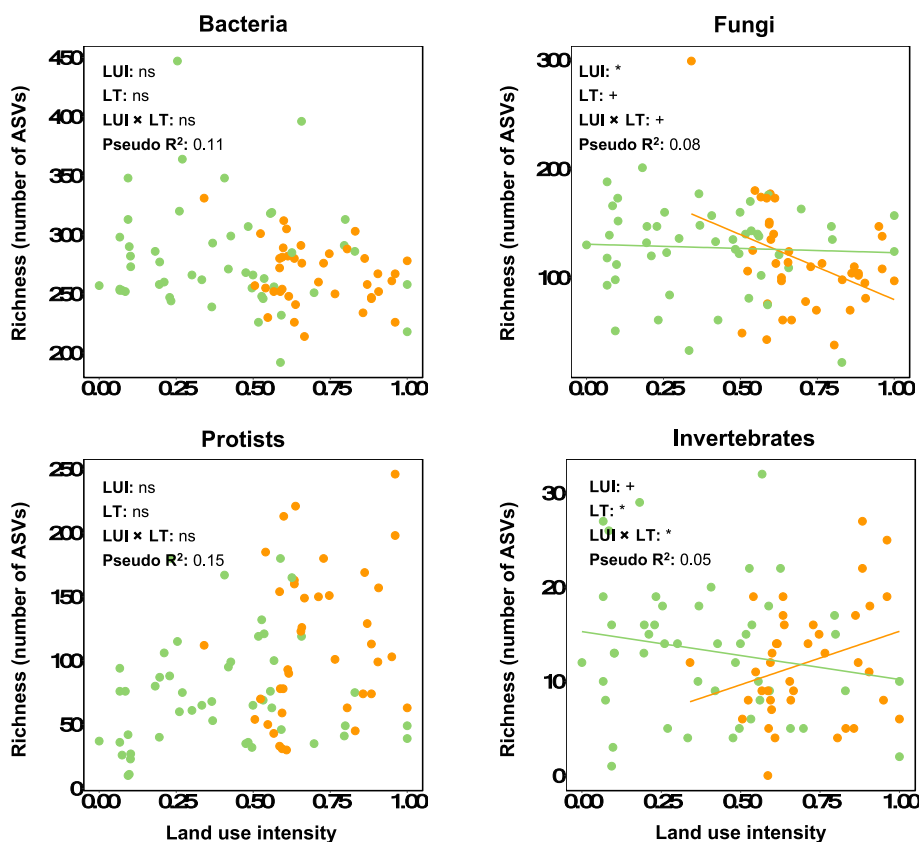 Bacteria
Richness (number of ASVs)
450
400
350
300
250
200
LUI: ns
LT: ns
LUI × LT: ns
Pseudo R²: 0.11
0.00 0.25 0.50 0.75 1.00
Fungi
Richness (number of ASVs)
300
200
100
LUI: *
LT: +
LUI × LT: +
Pseudo R²: 0.08
0.00 0.25 0.50 0.75 1.00
Protists
Richness (number of ASVs)
250
200
150
100
50
0
LUI: ns
LT: ns
LUI × LT: ns
Pseudo R²: 0.15
0.00 0.25 0.50 0.75 1.00
Land use intensity
Invertebrates
Richness (number of ASVs)
30
20
10
0
LUI: +
LT: *
LUI × LT: *
Pseudo R²: 0.05
0.00 0.25 0.50 0.75 1.00
Land use intensity